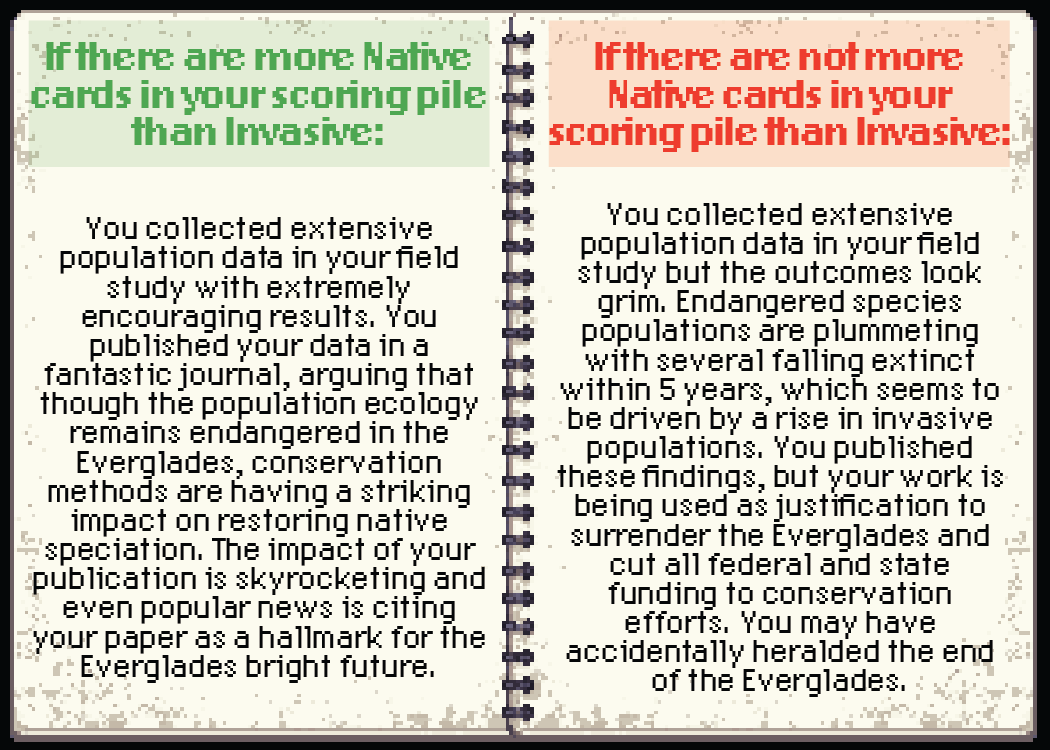 If there are more Native
cards in your scoring pile
than Invasive:
You collected extensive
population data in your field
study with extremely
encouraging results. You
published your data in a
fantastic journal, arguing that
though the population ecology
remains endangered in the
Everglades, conservation
methods are having a striking
impact on restoring native
speciation. The impact of your
publication is skyrocketing and
even popular news is citing
your paper as a hallmark for the
Everglades bright future.
If there are not more
Native cards in your
scoring pile than Invasive:
You collected extensive
population data in your field
study but the outcomes look
grim. Endangered species
populations are plummeting
with several falling extinct
within 5 years, which seems to
be driven by a rise in invasive
populations. You published
these findings, but your work is
being used as justification to
surrender the Everglades and
cut all federal and state
funding to conservation
efforts. You may have
accidentally heralded the end
of the Everglades.